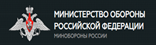 МИНИСТЕРСТВО ОБОРОНЫ
РОССИЙСКОЙ ФЕДЕРАЦИИ
МИНОБОРОНЫ РОССИИ